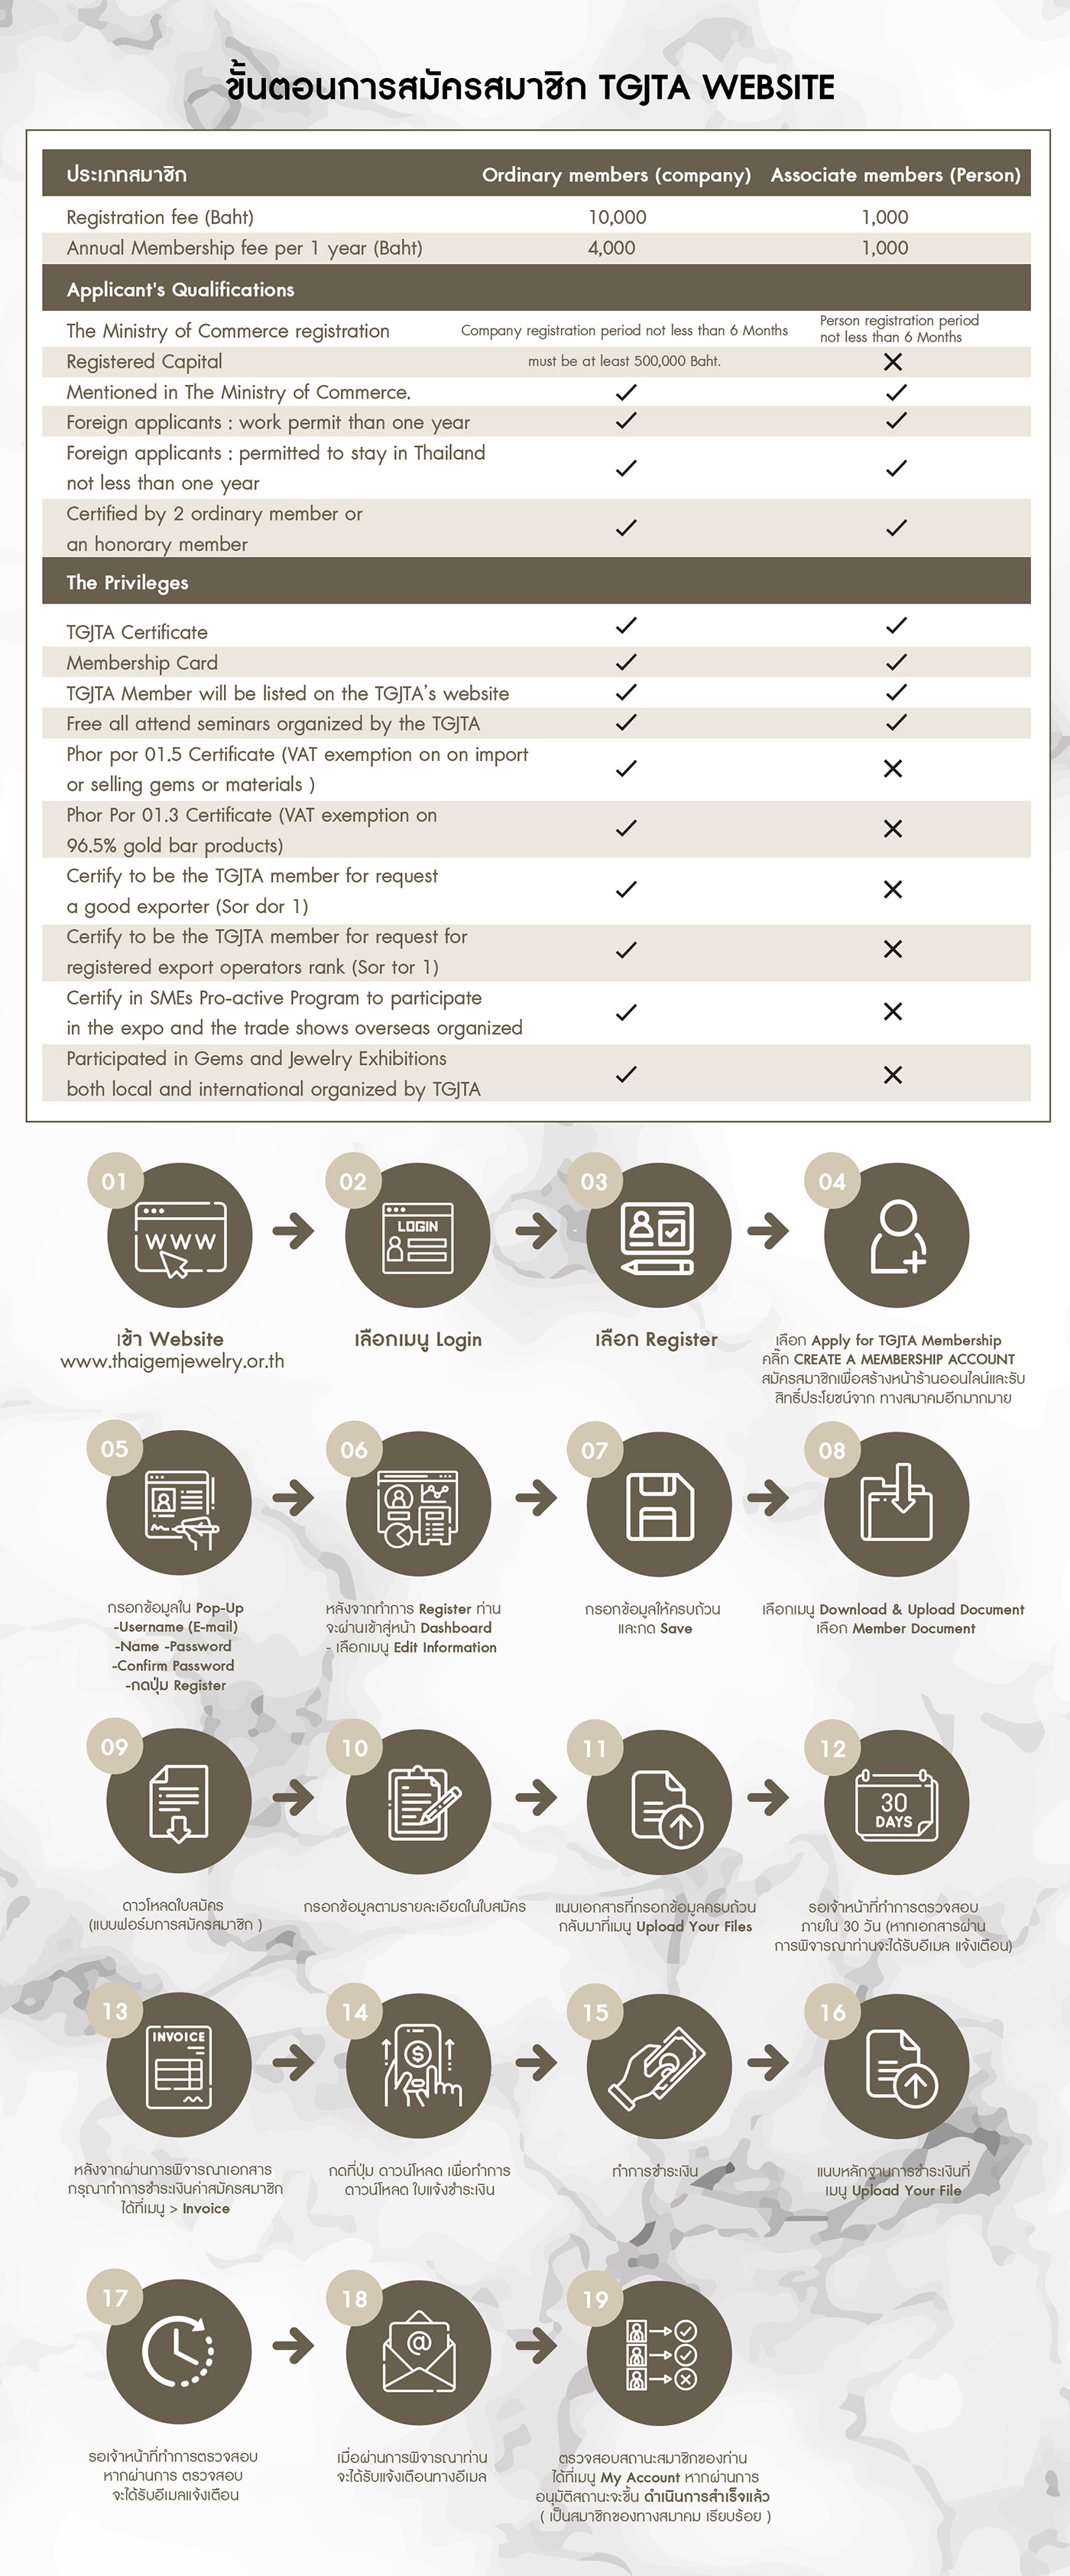 ขั้นตอนการสมัครสมาชิก TGJTA WEBSITE
ประเภทสมาชิก Ordinary members (company) Associate members (Person)
Registration fee (Baht) 10,000 1,000
Annual Membership fee per 1 year (Baht) 4,000 1,000
Applicant's Qualifications
The Ministry of Commerce registration Company registration period not less than 6 Months Person registration period
not less than 6 Months
Registered Capital must be at least 500,000 Baht.
Mentioned in The Ministry of Commerce.
Foreign applicants : work permit than one year
Foreign applicants : permitted to stay in Thailand
not less than one year
Certified by 2 ordinary member or
an honorary member
The Privileges
TGJTA Certificate
Membership Card
TGJTA Member will be listed on the TGJTA's website
Free all attend seminars organized by the TGJTA
Phor por 01.5 Certificate (VAT exemption on on import
or selling gems or materials )
Phor Por 01.3 Certificate (VAT exemption on
96.5% gold bar products)
Certify to be the TGJTA member for request
a good exporter (Sor dor 1)
Certify to be the TGJTA member for request for
registered export operators rank (Sor tor 1)
Certify in SMEs Pro-active Program to participate
in the expo and the trade shows overseas organized
Participated in Gems and Jewelry Exhibitions
both local and international organized by TGJTA
01
WWW
เข้า Website
www.thaigemjewelry.or.th
02
LOGIN
เลือกเมนู Login
03
เลือก Register
04
เลือก Apply for TGJTA Membership
คลิ๊ก CREATE A MEMBERSHIP ACCOUNT
สมัครสมาชิกเพื่อสร้างหน้าร้านออนไลน์และรับ
สิทธิ์ประโยชน์จาก ทางสมาคมอีกมากมาย
05
กรอกข้อมูลใน Pop-Up
-Username (E-mail)
-Name -Password
-Confirm Password
-กดปุ่ม Register
06
หลังจากทำการ Register ท่าน
จะผ่านเข้าสู่หน้า Dashboard
- เลือกเมนู Edit Information
07
กรอกข้อมูลให้ครบถ้วน
และกด Save
08
เลือกเมนู Download & Upload Document
เลือก Member Document
09
ดาวโหลดใบสมัคร
(แบบฟอร์มการสมัครสมาชิก )
10
กรอกข้อมูลตามรายละเอียดในใบสมัคร
11
แนบเอกสารที่กรอกข้อมูลครบถ้วน
กลับมาที่เมนู Upload Your Files
12
30
DAYS
รอเจ้าหน้าที่ทำการตรวจสอบ
ภายใน 30 วัน (หากเอกสารผ่าน
การพิจารณาท่านจะได้รับอีเมล แจ้งเตือน)
13
INVOICE
หลังจากผ่านการพิจารณาเอกสาร
กรุณาทำการชำระเงินค่าสมัครสมาชิก
ได้ที่เมนู > Invoice
14
$
กดที่ปุ่ม ดาวน์โหลด เพื่อทำการ
ดาวน์โหลด ใบแจ้งชำระเงิน
15
ทำการชำระเงิน
16
แนบหลักฐานการชำระเงินที่
เมนู Upload Your File
17
รอเจ้าหน้าที่ทำการตรวจสอบ
หากผ่านการ ตรวจสอบ
จะได้รับอีเมลแจ้งเตือน
18
@
เมื่อผ่านการพิจารณาท่าน
จะได้รับแจ้งเตือนทางอีเมล
19
ตรวจสอบสถานะสมาชิกของท่าน
ได้ที่เมนู My Account หากผ่านการ
อนุมัติสถานะจะขึ้น ดำเนินการสำเร็จแล้ว
( เป็นสมาชิกของทางสมาคม เรียบร้อย )